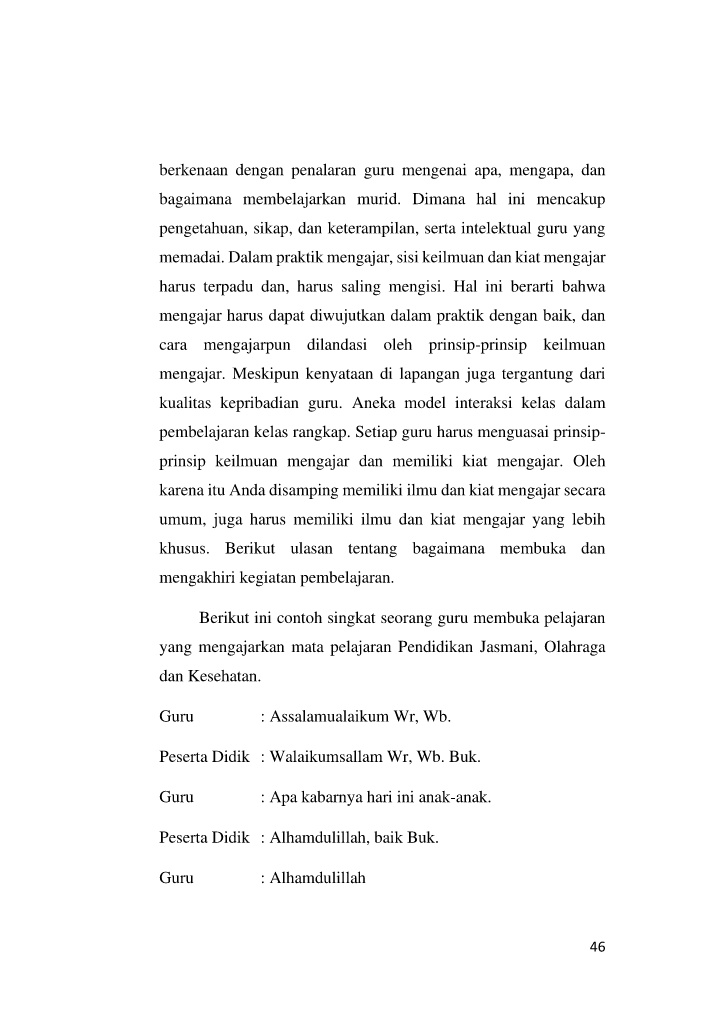 berkenaan dengan penalaran guru mengenai apa, mengapa, dan
bagaimana membelajarkan murid. Dimana hal ini mencakup
pengetahuan, sikap, dan keterampilan, serta intelektual guru yang
memadai. Dalam praktik mengajar, sisi keilmuan dan kiat mengajar
harus terpadu dan, harus saling mengisi. Hal ini berarti bahwa
mengajar harus dapat diwujutkan dalam praktik dengan baik, dan
cara mengajarpun dilandasi oleh prinsip-prinsip keilmuan
mengajar. Meskipun kenyataan di lapangan juga tergantung dari
kualitas kepribadian guru. Aneka model interaksi kelas dalam
pembelajaran kelas rangkap. Setiap guru harus menguasai prinsip-
prinsip keilmuan mengajar dan memiliki kiat mengajar. Oleh
karena itu Anda disamping memiliki ilmu dan kiat mengajar secara
umum, juga harus memiliki ilmu dan kiat mengajar yang lebih
khusus. Berikut ulasan tentang bagaimana membuka dan
mengakhiri kegiatan pembelajaran.
Berikut ini contoh singkat seorang guru membuka pelajaran
yang mengajarkan mata pelajaran Pendidikan Jasmani, Olahraga
dan Kesehatan.
Guru : Assalamualaikum Wr, Wb.
Peserta Didik : Walaikumsallam Wr, Wb. Buk.
Guru : Apa kabarnya hari ini anak-anak.
Peserta Didik : Alhamdulillah, baik Buk.
Guru : Alhamdulillah
46